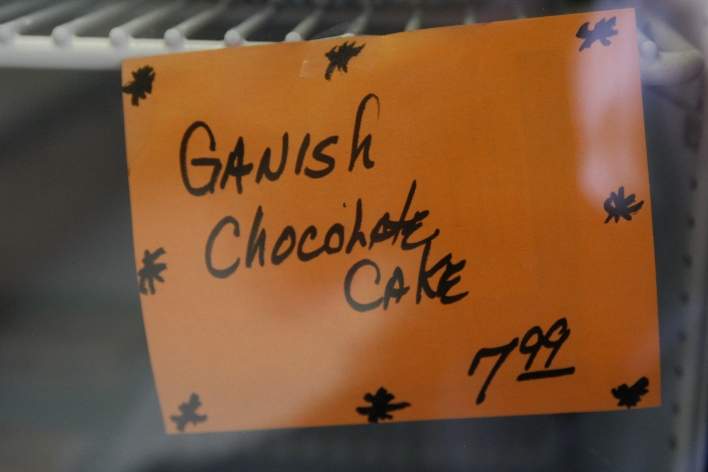 GANISh
Chocolate
CAKE
7 99